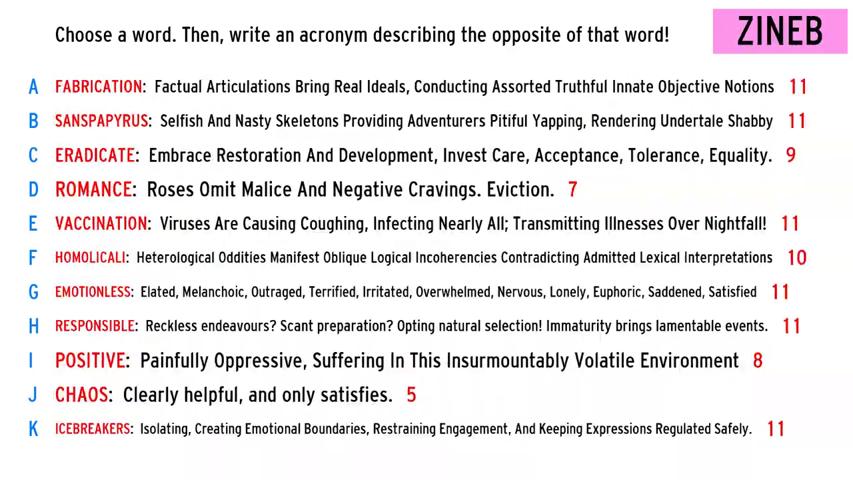 Choose a word. Then, write an acronym describing the opposite of that word!
ZINEB
A FABRICATION: Factual Articulations Bring Real Ideals, Conducting Assorted Truthful Innate Objective Notions 11
B SANSPAPYRUS: Selfish And Nasty Skeletons Providing Adventurers Pitiful Yapping, Rendering Undertale Shabby 11
C ERADICATE: Embrace Restoration And Development, Invest Care, Acceptance, Tolerance, Equality. 9
D ROMANCE: Roses Omit Malice And Negative Cravings. Eviction. 7
E VACCINATION: Viruses Are Causing Coughing, Infecting Nearly All; Transmitting Illnesses Over Nightfall! 11
F HOMOLICALI: Heterological Oddities Manifest Oblique Logical Incoherencies Contradicting Admitted Lexical Interpretations 10
G EMOTIONLESS: Elated, Melanchoic, Outraged, Terrified, Irritated, Overwhelmed, Nervous, Lonely, Euphoric, Saddened, Satisfied 11
H RESPONSIBLE: Reckless endeavours? Scant preparation? Opting natural selection! Immaturity brings lamentable events. 11
I POSITIVE: Painfully Oppressive, Suffering In This Insurmountably Volatile Environment 8
J CHAOS: Clearly helpful, and only satisfies. 5
K ICEBREAKERS: Isolating, Creating Emotional Boundaries, Restraining Engagement, And Keeping Expressions Regulated Safely. 11